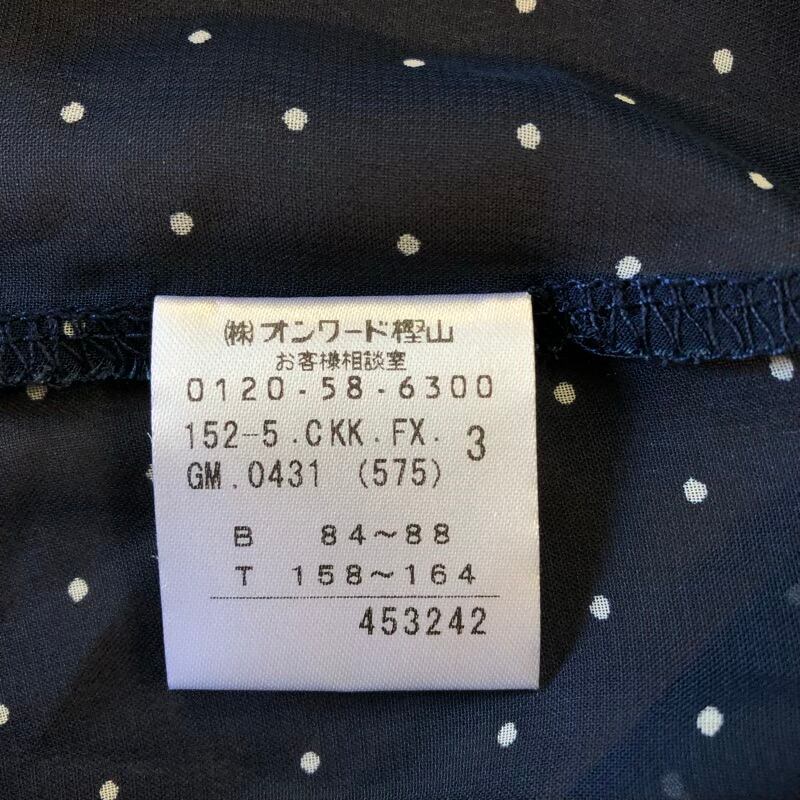 (株)オンワード樫山
お客様相談室
0120-58-6300
152-5.CKK.FX. 3
GM.0431 (575)
B 84~88
T 158~164
453242